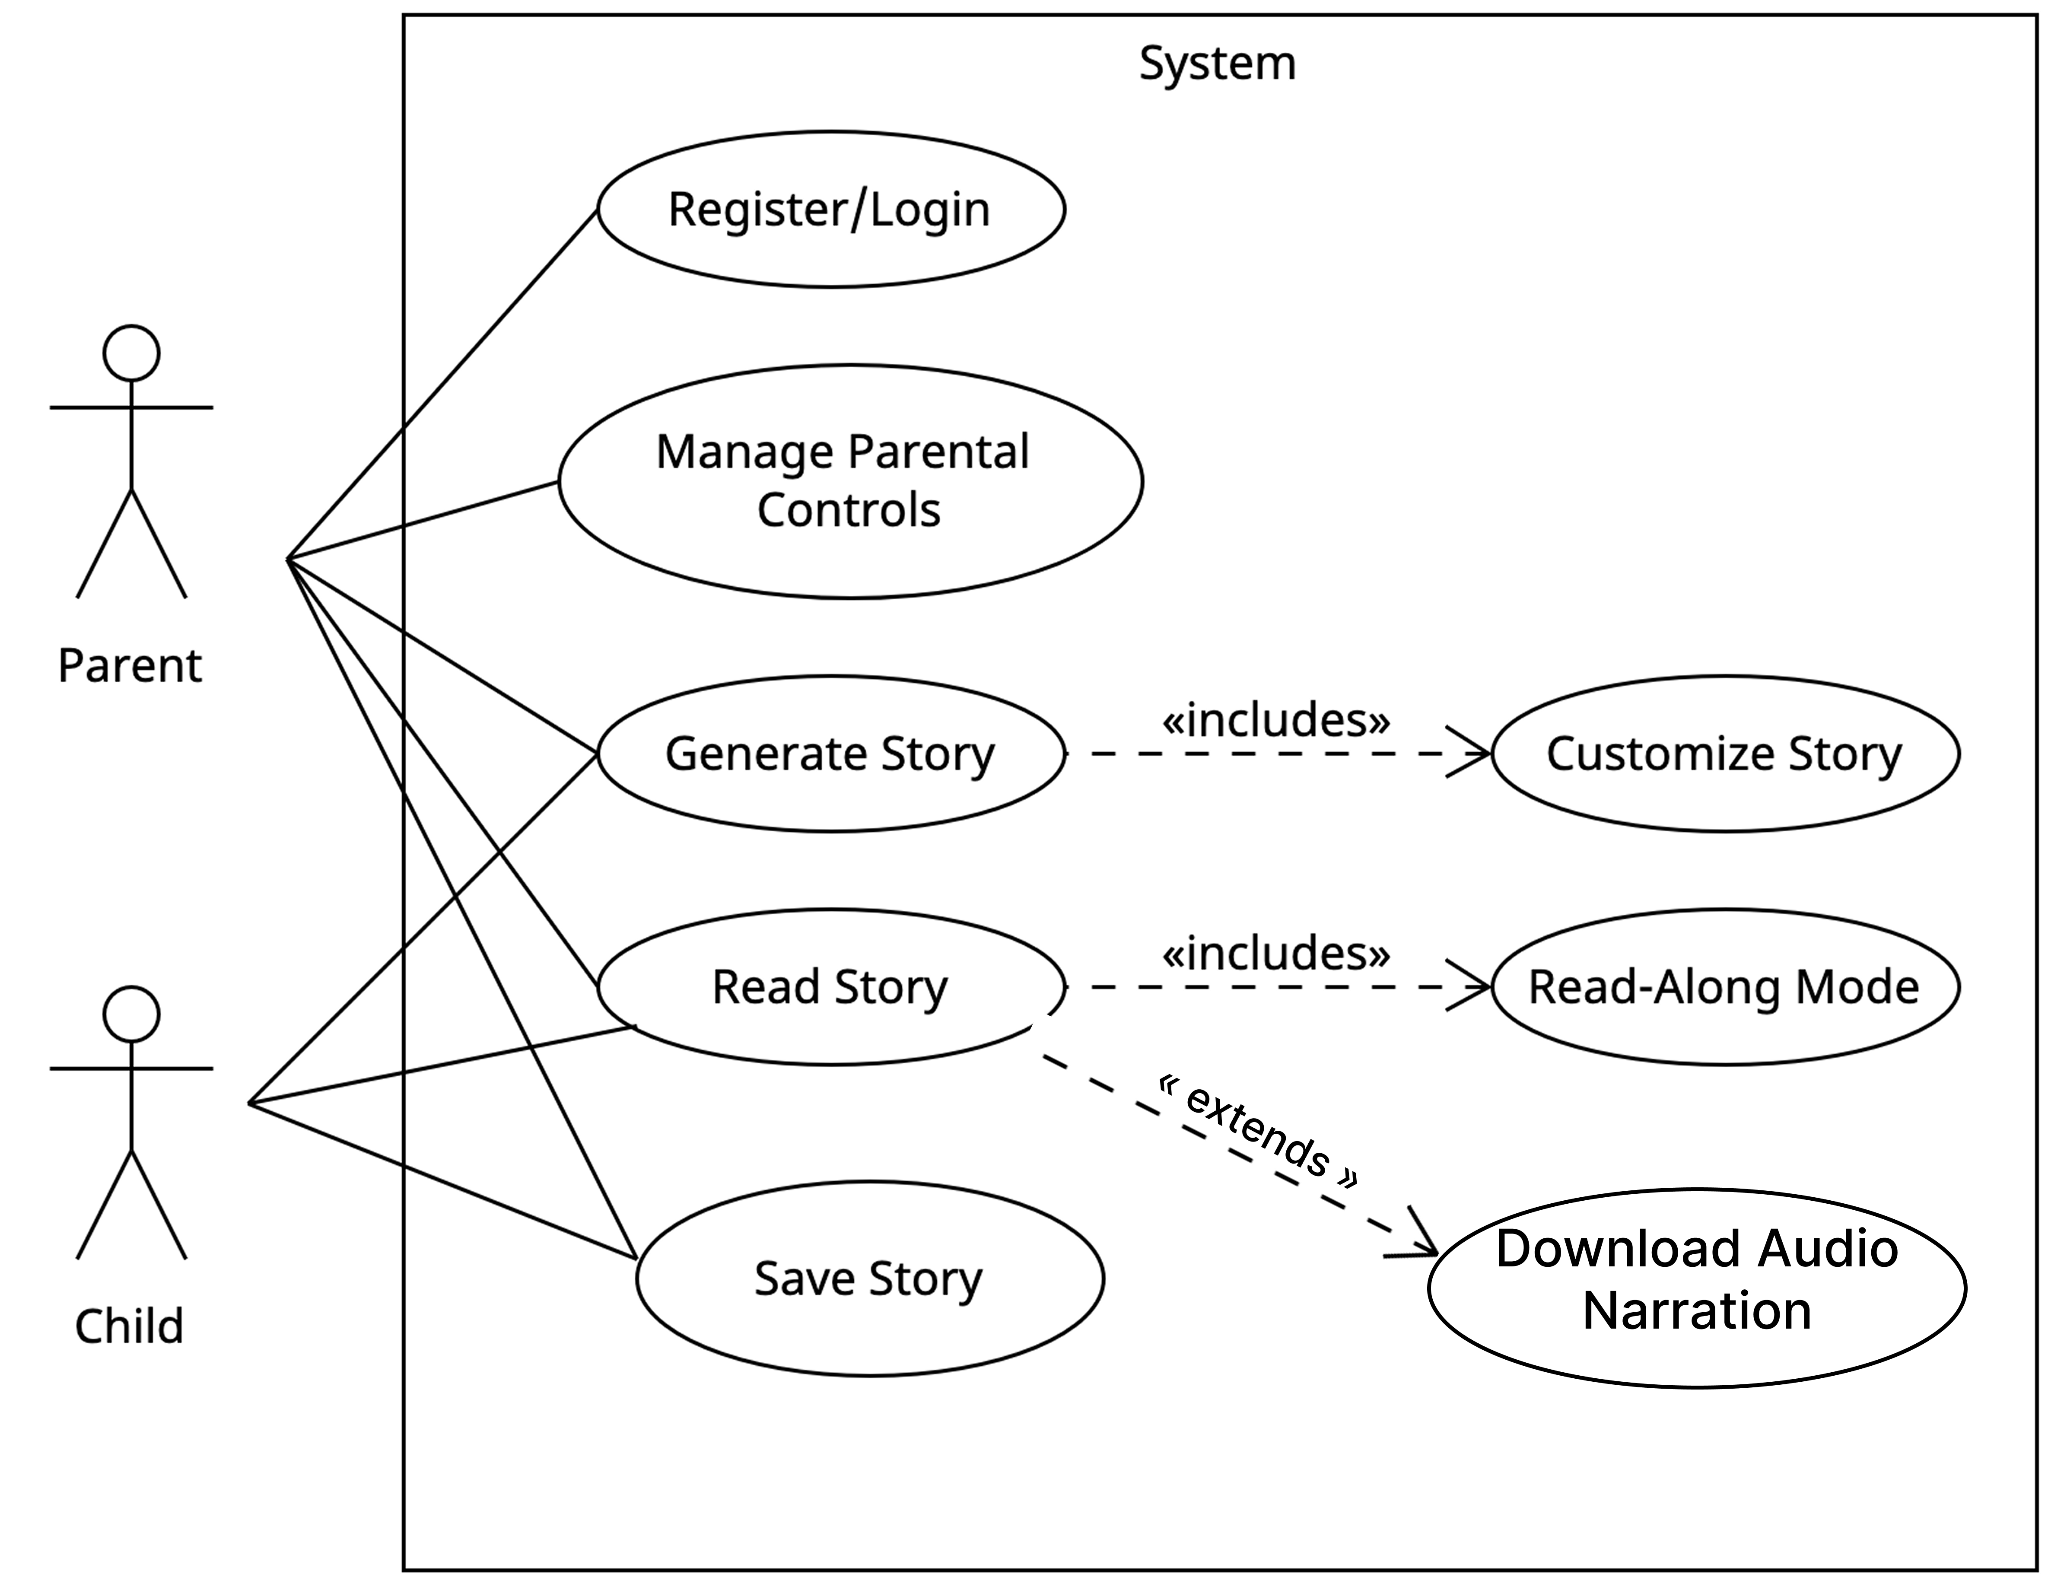 System
Register/Login
Manage Parental
Controls
Parent
Generate Story
«includes»
Customize Story
Read Story
«includes»
Read-Along Mode
« extends »
Save Story
Download Audio
Narration
Child